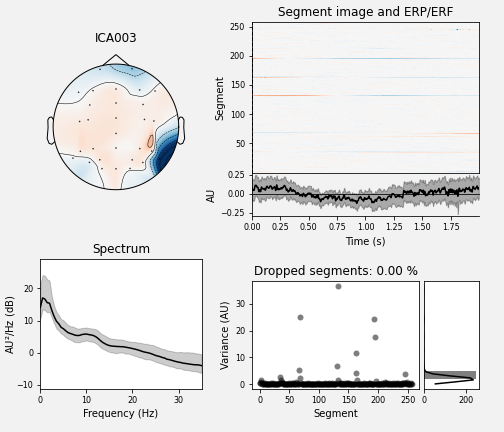 ICA003
Segment image and ERP/ERF
250
200
150
100
50
Segment
0.25
0.00
−0.25
AU
0.00 0.25 0.50 0.75 1.00 1.25 1.50 1.75
Time (s)
Spectrum
20
10
0
−10
AU²/Hz (dB)
0 10 20 30
Frequency (Hz)
Dropped segments: 0.00 %
30
20
10
0
Variance (AU)
0 50 100 150 200 250
Segment
0 200